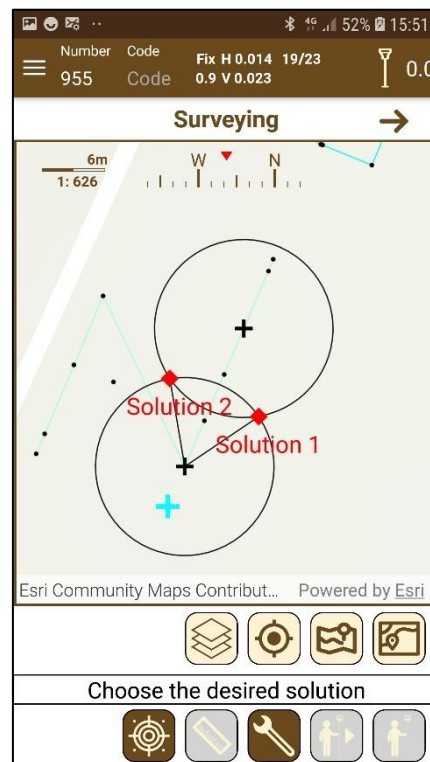 4G 52% 15:51
Number Code Fix H 0.014 19/23
955 Code 0.9 V 0.023 0.0
Surveying
6m W N
1: 626
Solution 2
Solution 1
Esri Community Maps Contribut... Powered by Esri
Choose the desired solution